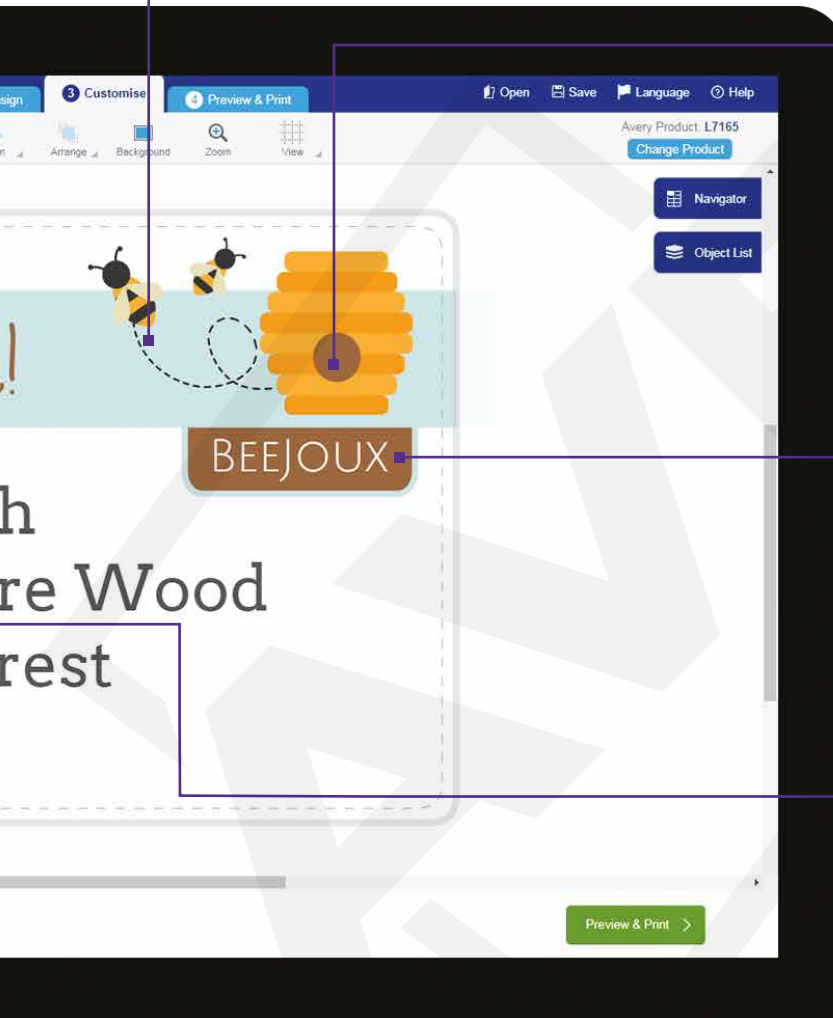 sign
3 Customise
4 Preview & Print
Open
Save
Language
Help
Arrange
Background
Zoom
View
Avery Product: L7165
Change Product
Navigator
Object List
BEEJOUX
h
re Wood
rest
Preview & Print